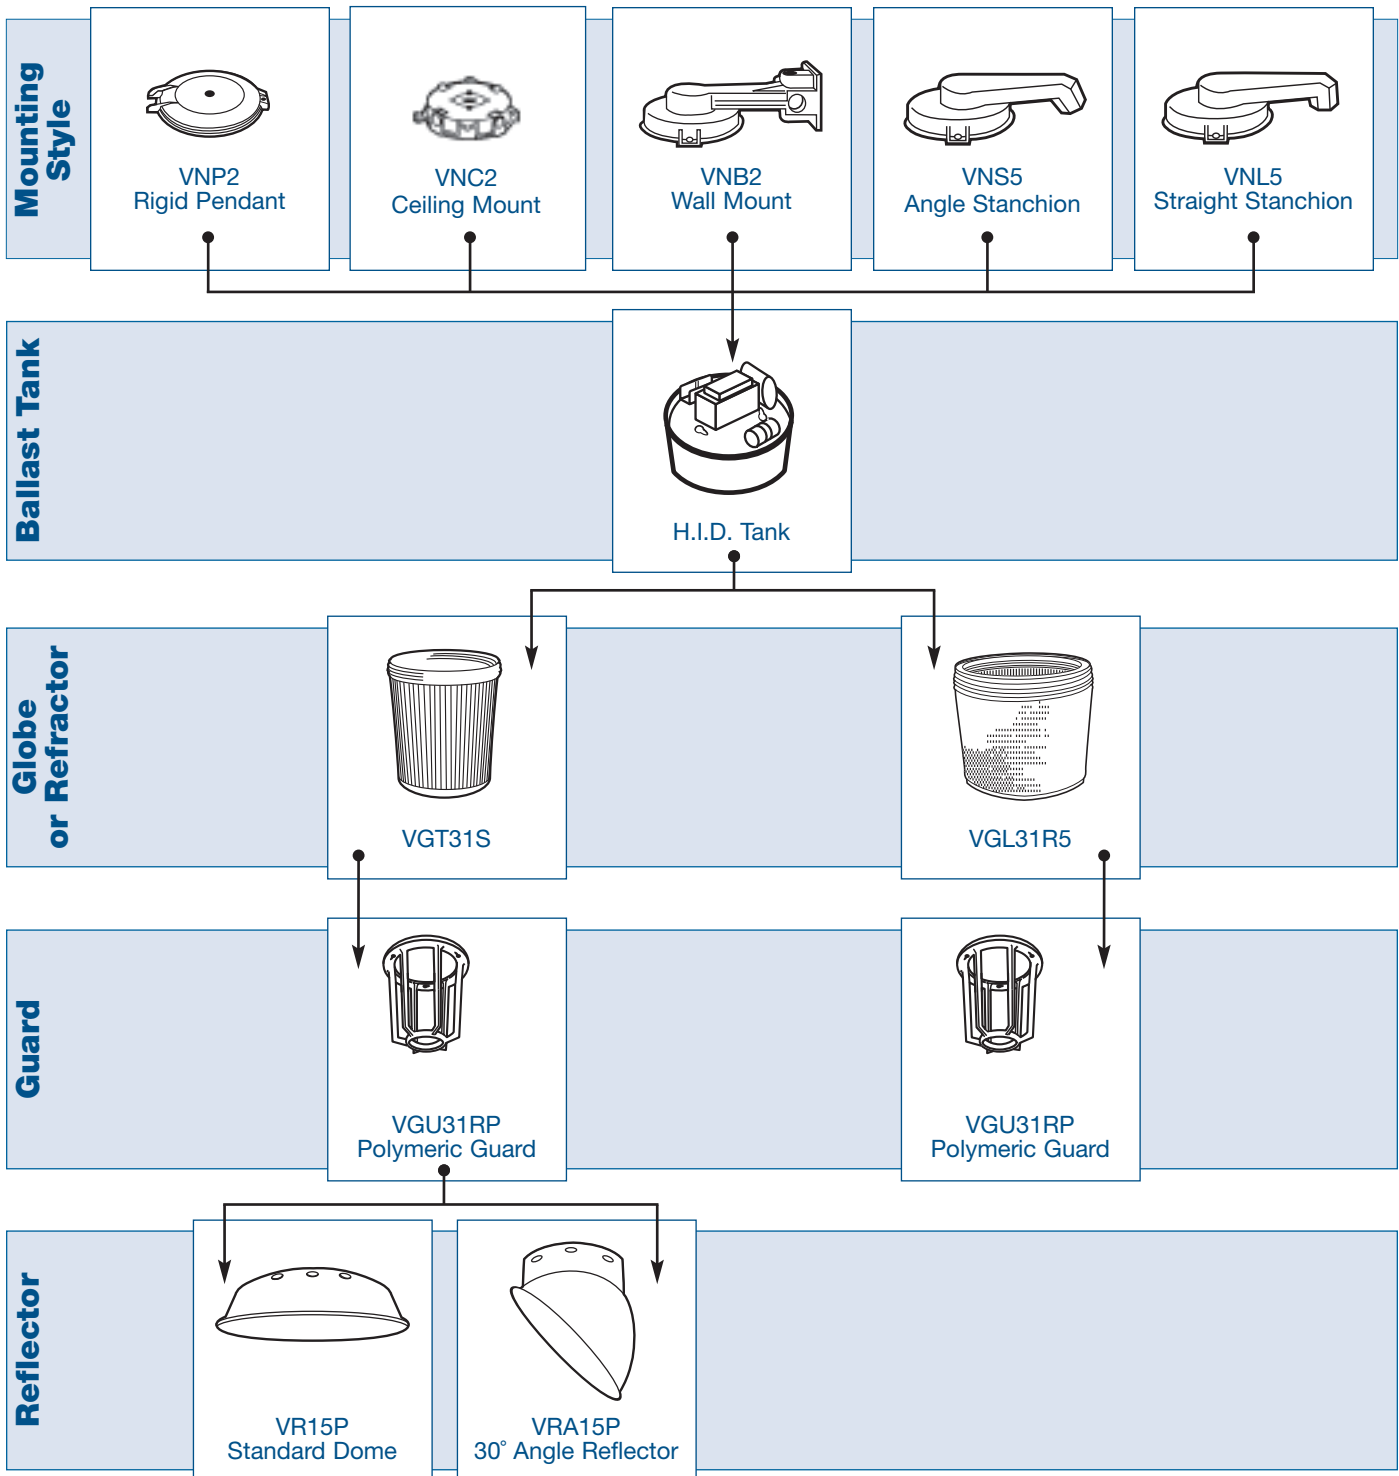 Mounting
Style
VNP2
Rigid Pendant
VNC2
Ceiling Mount
VNB2
Wall Mount
VNS5
Angle Stanchion
VNL5
Straight Stanchion
Ballast Tank
H.I.D. Tank
Globe
or Refractor
VGT31S
VGL31R5
Guard
VGU31RP
Polymeric Guard
VGU31RP
Polymeric Guard
Reflector
VR15P
Standard Dome
VRA15P
30° Angle Reflector